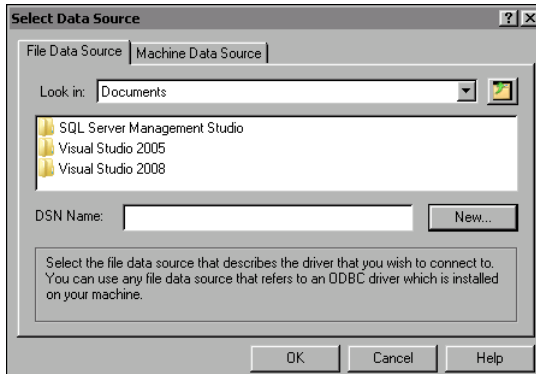 Select Data Source
File Data Source
Machine Data Source
Look in: Documents
SQL Server Management Studio
Visual Studio 2005
Visual Studio 2008
DSN Name:
New...
Select the file data source that describes the driver that you wish to connect to.
You can use any file data source that refers to an ODBC driver which is installed
on your machine.
OK
Cancel
Help